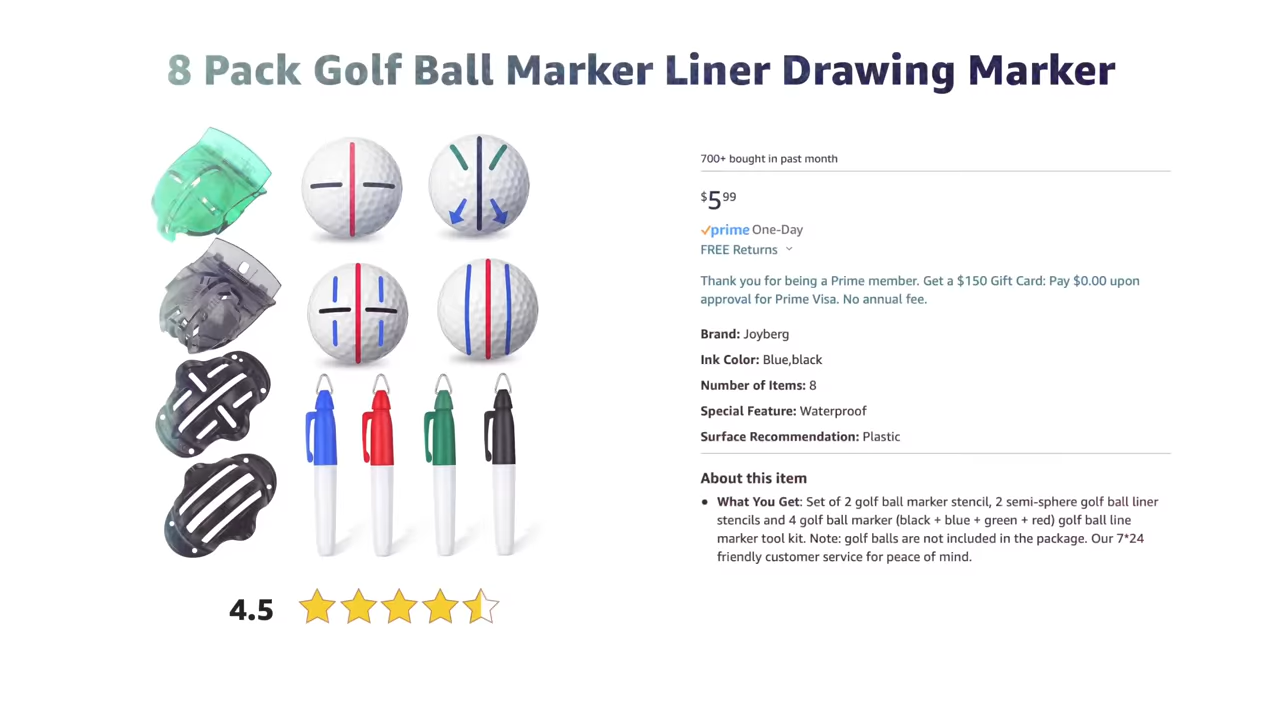 8 Pack Golf Ball Marker Liner Drawing Marker
700+ bought in past month
$5 99
prime One-Day
FREE Returns
Thank you for being a Prime member. Get a $150 Gift Card: Pay $0.00 upon
approval for Prime Visa. No annual fee.
Brand: Joyberg
Ink Color: Blue,black
Number of Items: 8
Special Feature: Waterproof
Surface Recommendation: Plastic
About this item
• What You Get: Set of 2 golf ball marker stencil, 2 semi-sphere golf ball liner
stencils and 4 golf ball marker (black + blue + green + red) golf ball line
marker tool kit. Note: golf balls are not included in the package. Our 7*24
friendly customer service for peace of mind.
4.5